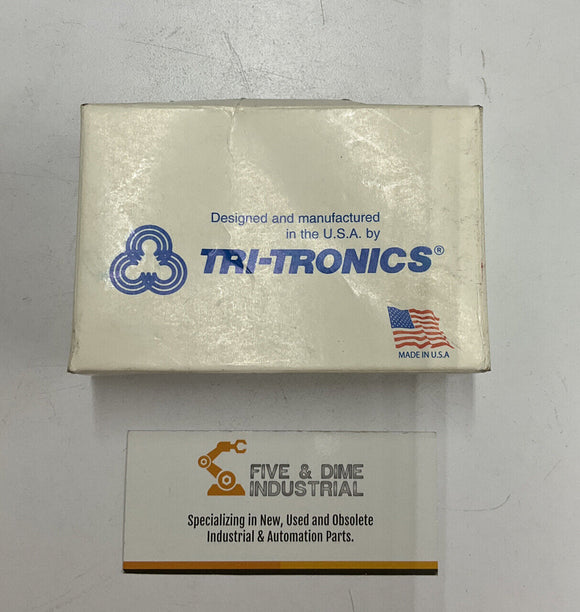 Designed and manufactured
in the U.S.A. by
TRI-TRONICS®
MADE IN U.S.A
FIVE & DIME
INDUSTRIAL
Specializing in New, Used and Obsolete
Industrial & Automation Parts.